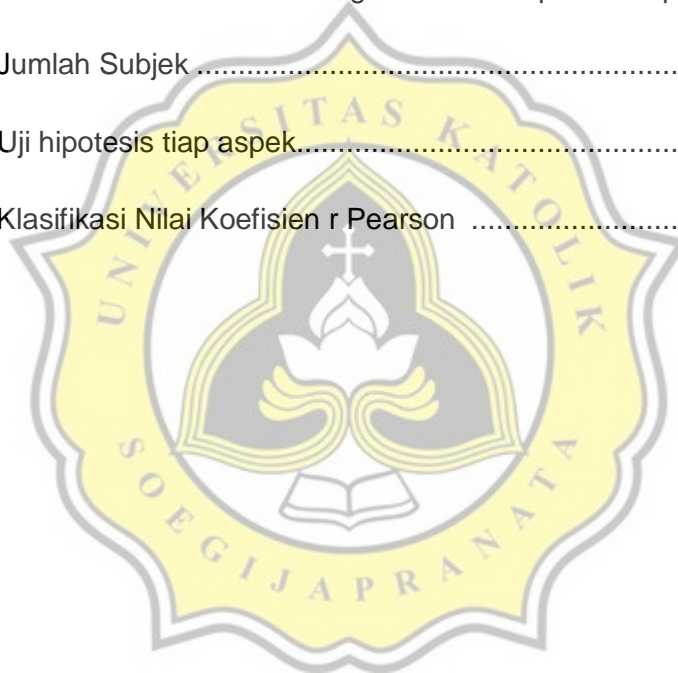 Jumlah Subjek ......................................................
Uji hipotesis tiap aspek..........................................
Klasifikasi Nilai Koefisien r Pearson .......................
UNIVERSITAS KATOLIK
SOEGIJAPRANATA